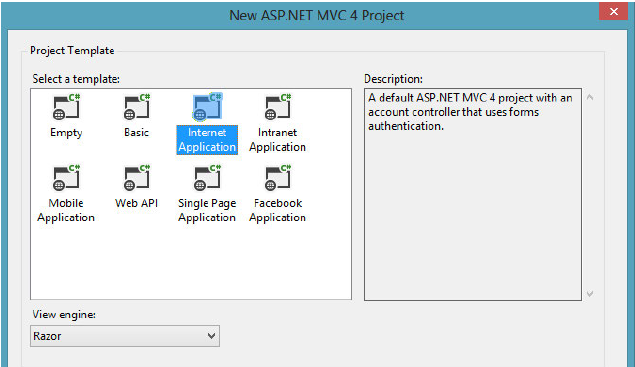 New ASP.NET MVC 4 Project
Project Template
Select a template:
Description:
C# C# C# C#
Empty Basic Internet Application Intranet Application
C# C# C# C#
Mobile Application Web API Single Page Application Facebook Application
A default ASP.NET MVC 4 project with an
account controller that uses forms
authentication.
View engine:
Razor